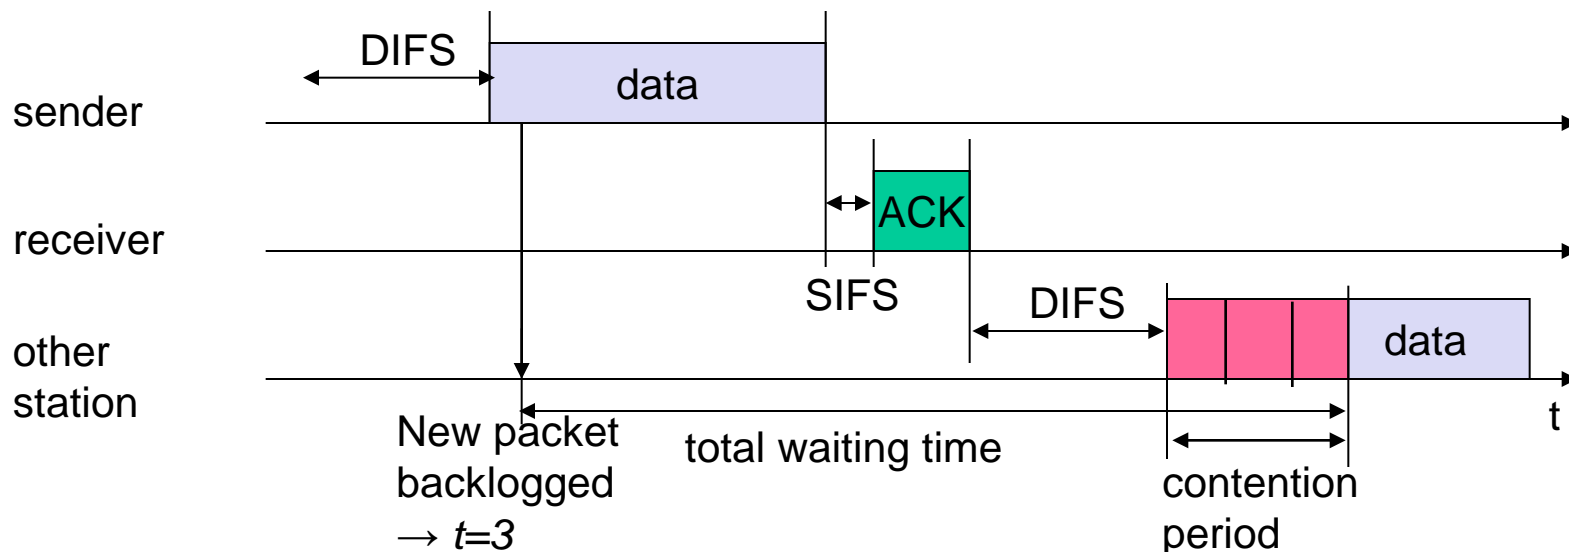 DIFS
data
sender
ACK
receiver
SIFS
DIFS
data
other
station
t
New packet
backlogged
→ t=3
total waiting time
contention
period